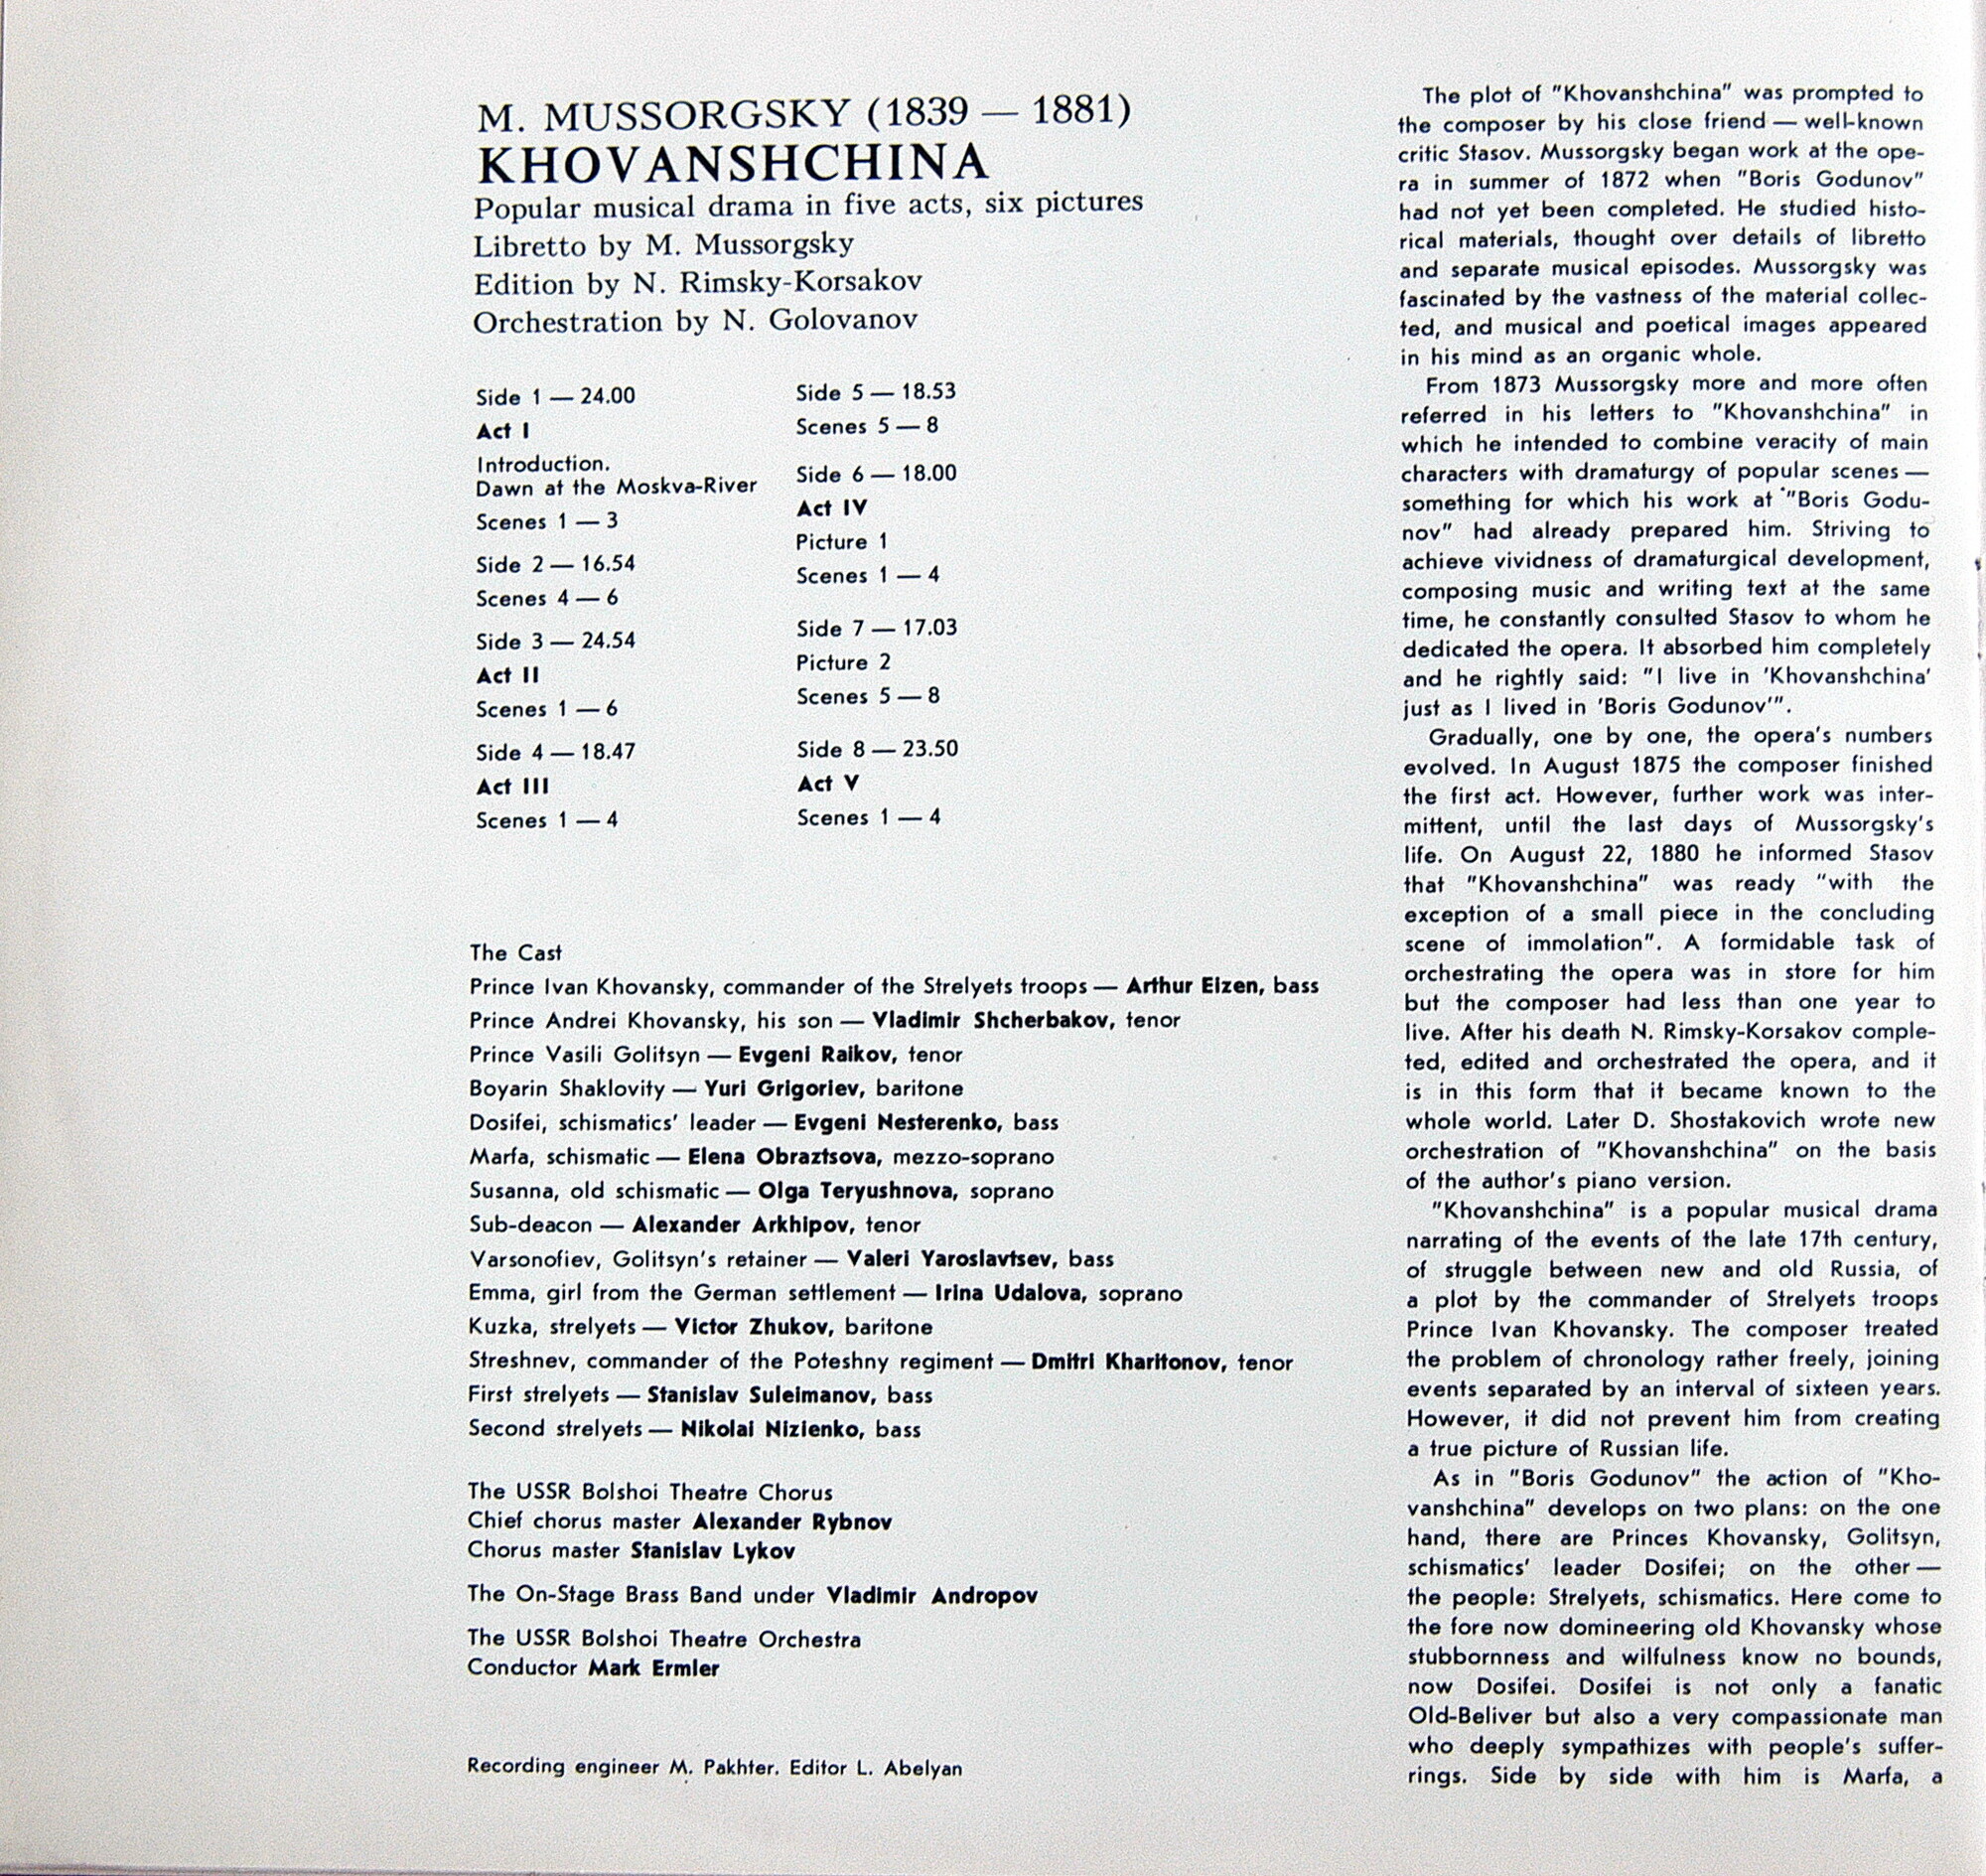 M. MUSSORGSKY (1839 — 1881)
KHOVANSHCHINA
Popular musical drama in five acts, six pictures
Libretto by M. Mussorgsky
Edition by N. Rimsky-Korsakov
Orchestration by N. Golovanov
Side 1 — 24.00
Act I
Introduction.
Dawn at the Moskva-River
Scenes 1 — 3
Side 2 — 16.54
Scenes 4 — 6
Side 3 — 24.54
Act II
Scenes 1 — 6
Side 4 — 18.47
Act III
Scenes 1 — 4
Side 5 — 18.53
Scenes 5 — 8
Side 6 — 18.00
Act IV
Picture 1
Scenes 1 — 4
Side 7 — 17.03
Picture 2
Scenes 5 — 8
Side 8 — 23.50
Act V
Scenes 1 — 4
The Cast
Prince Ivan Khovansky, commander of the Strelyets troops — Arthur Eizen, bass
Prince Andrei Khovansky, his son — Vladimir Shcherbakov, tenor
Prince Vasili Golitsyn — Evgeni Raikov, tenor
Boyarin Shaklovity — Yuri Grigoriev, baritone
Dosifei, schismatics' leader — Evgeni Nesterenko, bass
Marfa, schismatic — Elena Obraztsova, mezzo-soprano
Susanna, old schismatic — Olga Teryushnova, soprano
Sub-deacon — Alexander Arkhipov, tenor
Varsonofiev, Golitsyn's retainer — Valeri Yaroslavtsev, bass
Emma, girl from the German settlement — Irina Udalova, soprano
Kuzka, strelyets — Victor Zhukov, baritone
Streshnev, commander of the Poteshny regiment — Dmitri Kharitonov, tenor
First strelyets — Stanislav Suleimanov, bass
Second strelyets — Nikolai Nizienko, bass
The USSR Bolshoi Theatre Chorus
Chief chorus master Alexander Rybnov
Chorus master Stanislav Lykov
The On-Stage Brass Band under Vladimir Andropov
The USSR Bolshoi Theatre Orchestra
Conductor Mark Ermler
Recording engineer M. Pakhter. Editor L. Abelyan
The plot of "Khovanshchina" was prompted to
the composer by his close friend — well-known
critic Stasov. Mussorgsky began work at the ope-
ra in summer of 1872 when "Boris Godunov"
had not yet been completed. He studied histo-
rical materials, thought over details of libretto
and separate musical episodes. Mussorgsky was
fascinated by the vastness of the material collec-
ted, and musical and poetical images appeared
in his mind as an organic whole.
From 1873 Mussorgsky more and more often
referred in his letters to "Khovanshchina" in
which he intended to combine veracity of main
characters with dramaturgy of popular scenes —
something for which his work at "Boris Godu-
nov" had already prepared him. Striving to
achieve vividness of dramaturgical development,
composing music and writing text at the same
time, he constantly consulted Stasov to whom he
dedicated the opera. It absorbed him completely
and he rightly said: "I live in 'Khovanshchina'
just as I lived in 'Boris Godunov'".
Gradually, one by one, the opera's numbers
evolved. In August 1875 the composer finished
the first act. However, further work was inter-
mittent, until the last days of Mussorgsky's
life. On August 22, 1880 he informed Stasov
that "Khovanshchina" was ready "with the
exception of a small piece in the concluding
scene of immolation". A formidable task of
orchestrating the opera was in store for him
but the composer had less than one year to
live. After his death N. Rimsky-Korsakov comple-
ted, edited and orchestrated the opera, and it
is in this form that it became known to the
whole world. Later D. Shostakovich wrote new
orchestration of "Khovanshchina" on the basis
of the author's piano version.
"Khovanshchina" is a popular musical drama
narrating of the events of the late 17th century,
of struggle between new and old Russia, of
a plot by the commander of Strelyets troops
Prince Ivan Khovansky. The composer treated
the problem of chronology rather freely, joining
events separated by an interval of sixteen years.
However, it did not prevent him from creating
a true picture of Russian life.
As in "Boris Godunov" the action of "Kho-
vanshchina" develops on two plans: on the one
hand, there are Princes Khovansky, Golitsyn,
schismatics' leader Dosifei; on the other —
the people: Strelyets, schismatics. Here come to
the fore now domineering old Khovansky whose
stubbornness and wilfulness know no bounds,
now Dosifei. Dosifei is not only a fanatic
Old-Beliver but also a very compassionate man
who deeply sympathizes with people's suffer-
rings. Side by side with him is Marfa, a